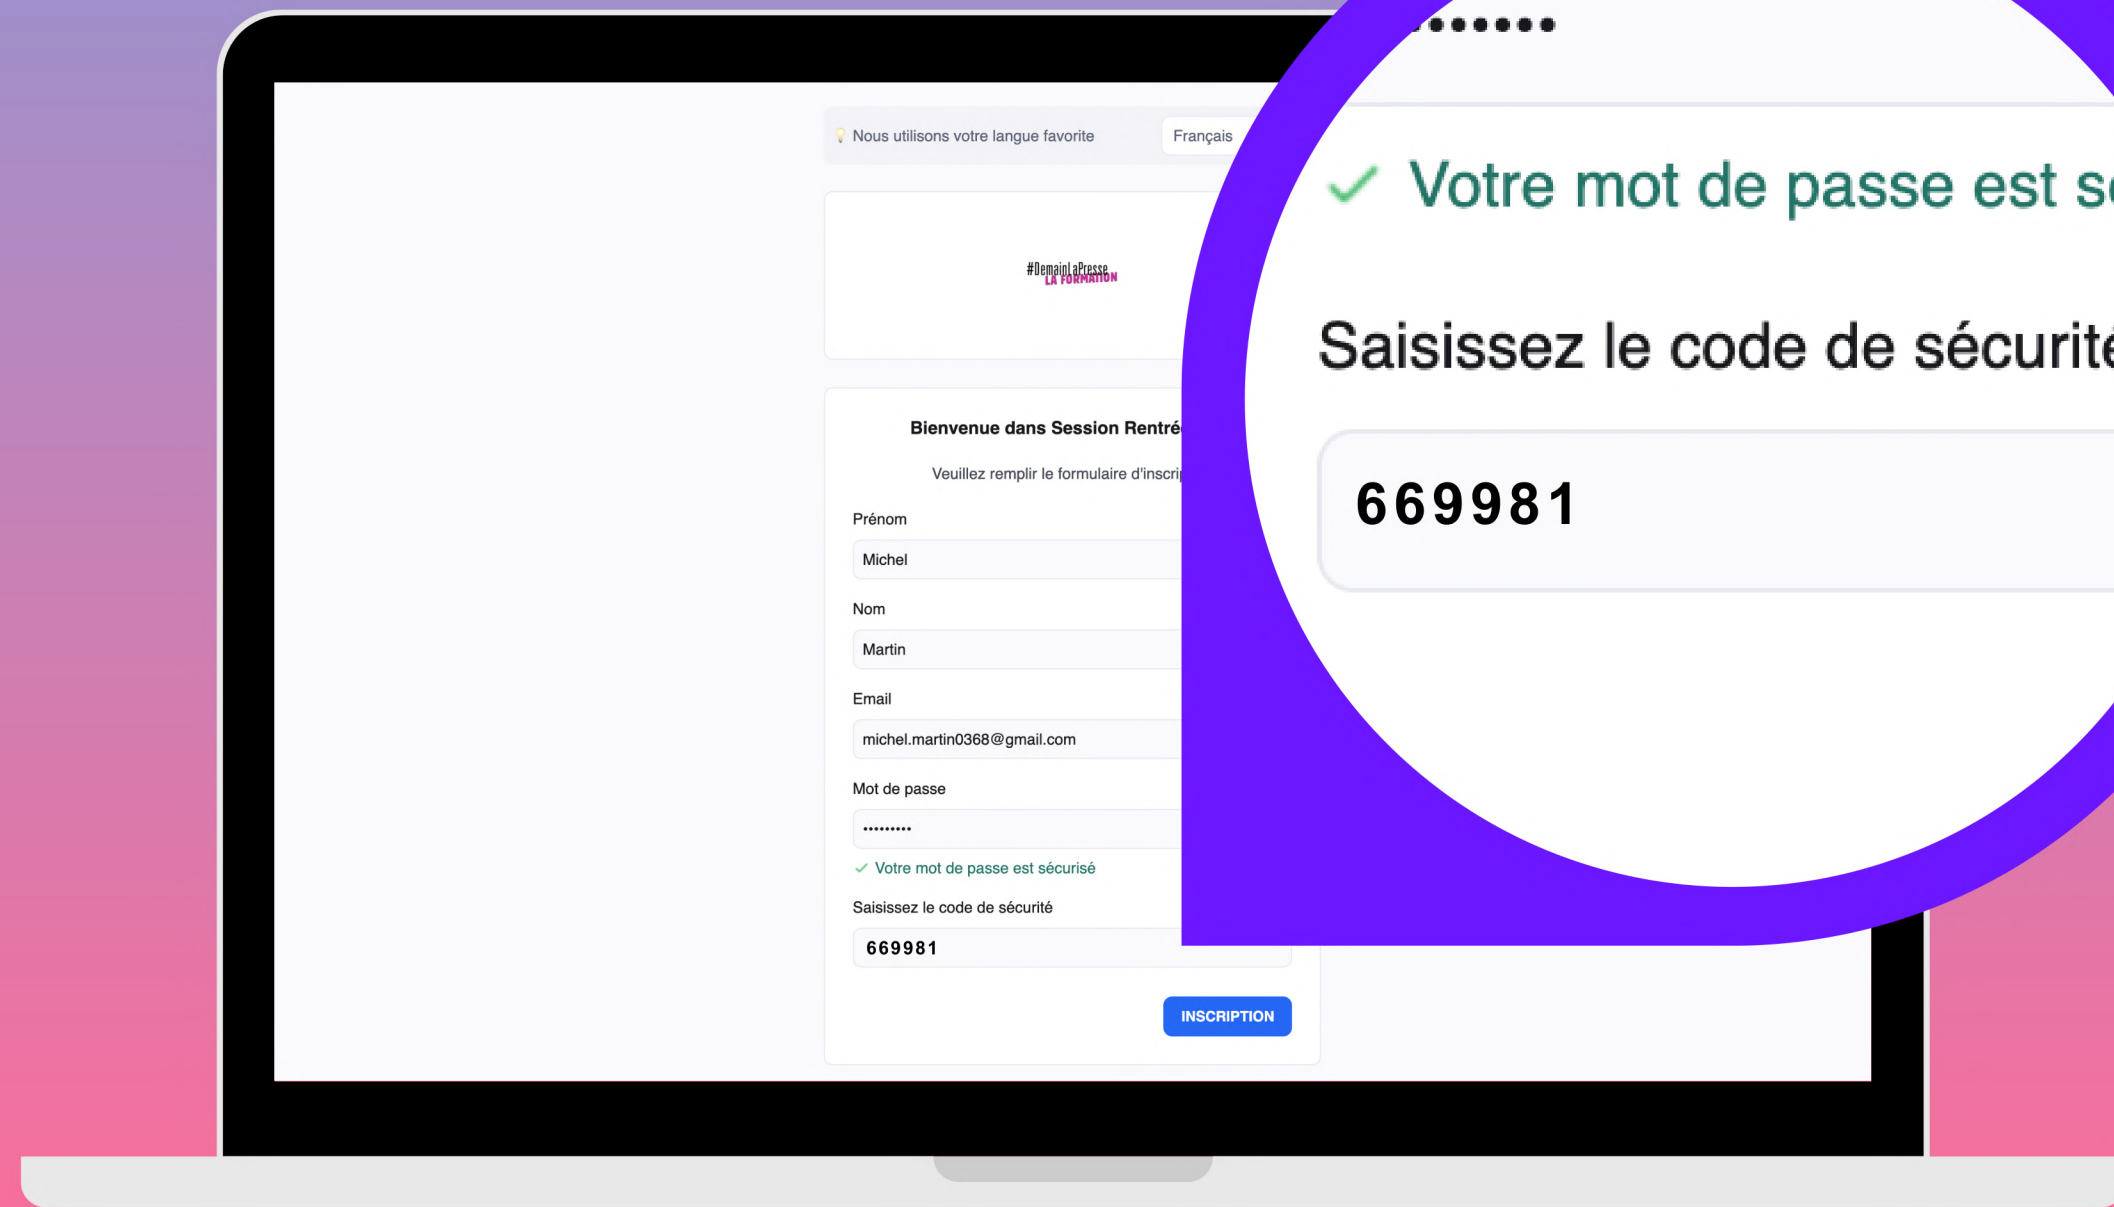 Nous utilisons votre langue favorite
Français
#DemainLaPresse
LA FORMATION
Bienvenue dans Session Rentré
Veuillez remplir le formulaire d'inscri
Prénom
Michel
Nom
Martin
Email
michel.martin0368@gmail.com
Mot de passe
•••••••••
Votre mot de passe est sécurisé
Saisissez le code de sécurité
669981
INSCRIPTION
Votre mot de passe est sé
Saisissez le code de sécurité
669981